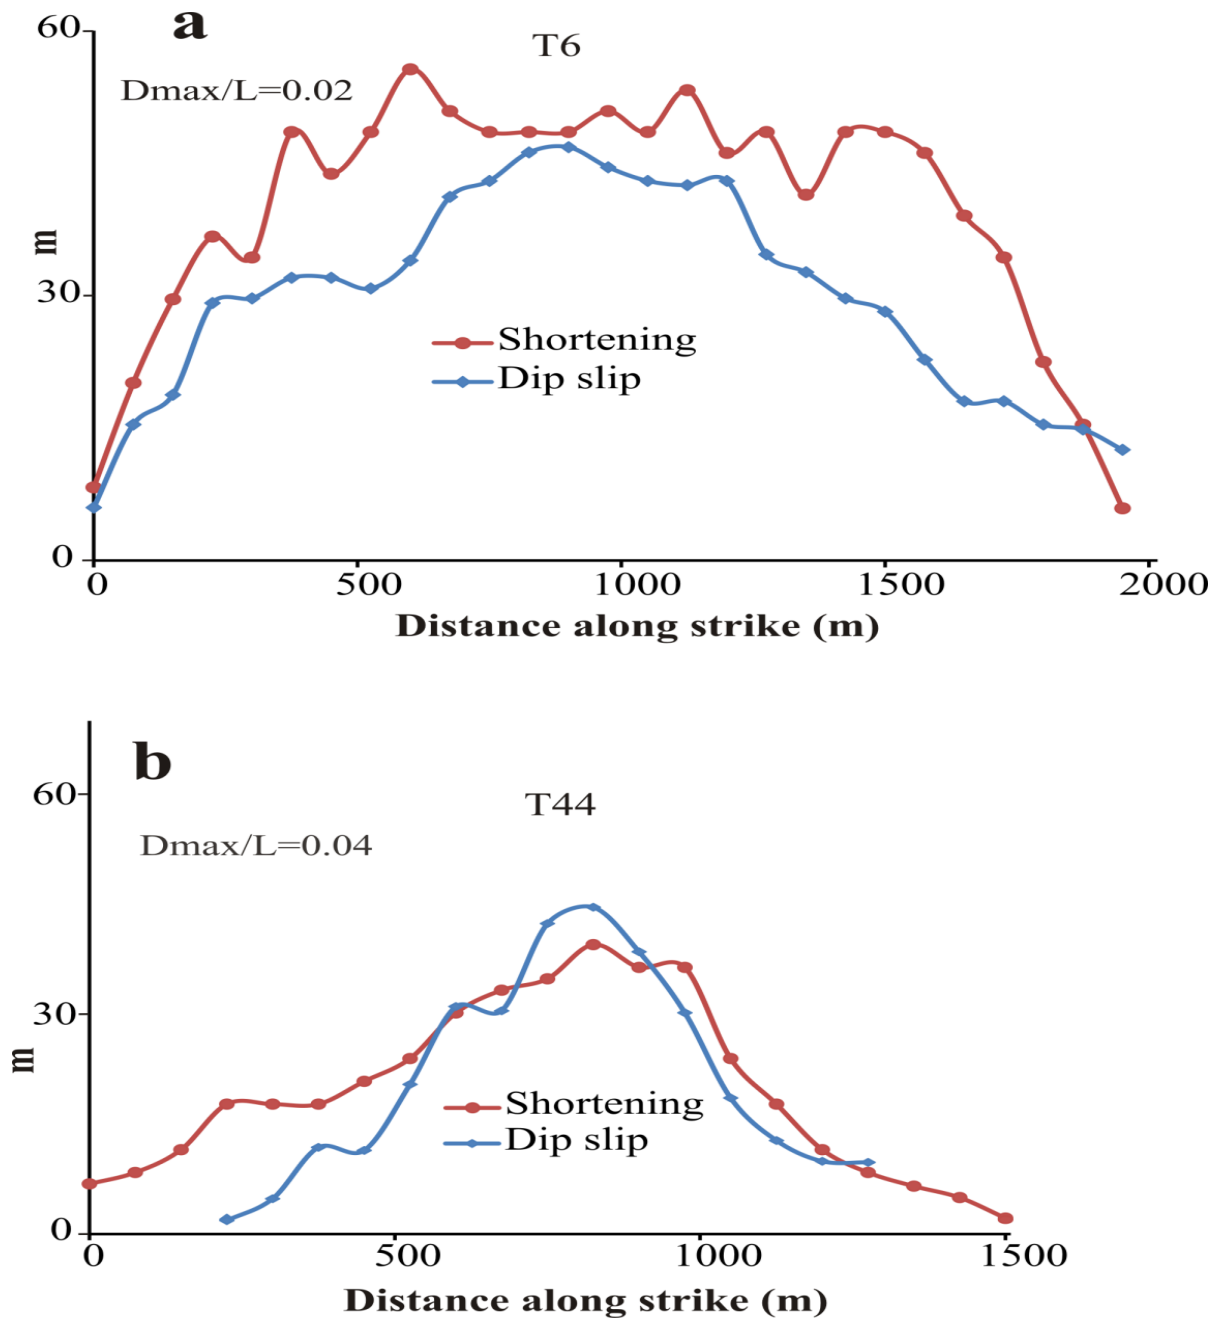 a
60
T6
Dmax/L=0.02
m
30
Shortening
Dip slip
0
0 500 1000 1500 2000
Distance along strike (m)
b
60
T44
Dmax/L=0.04
30
m
Shortening
Dip slip
0
0 500 1000 1500
Distance along strike (m)